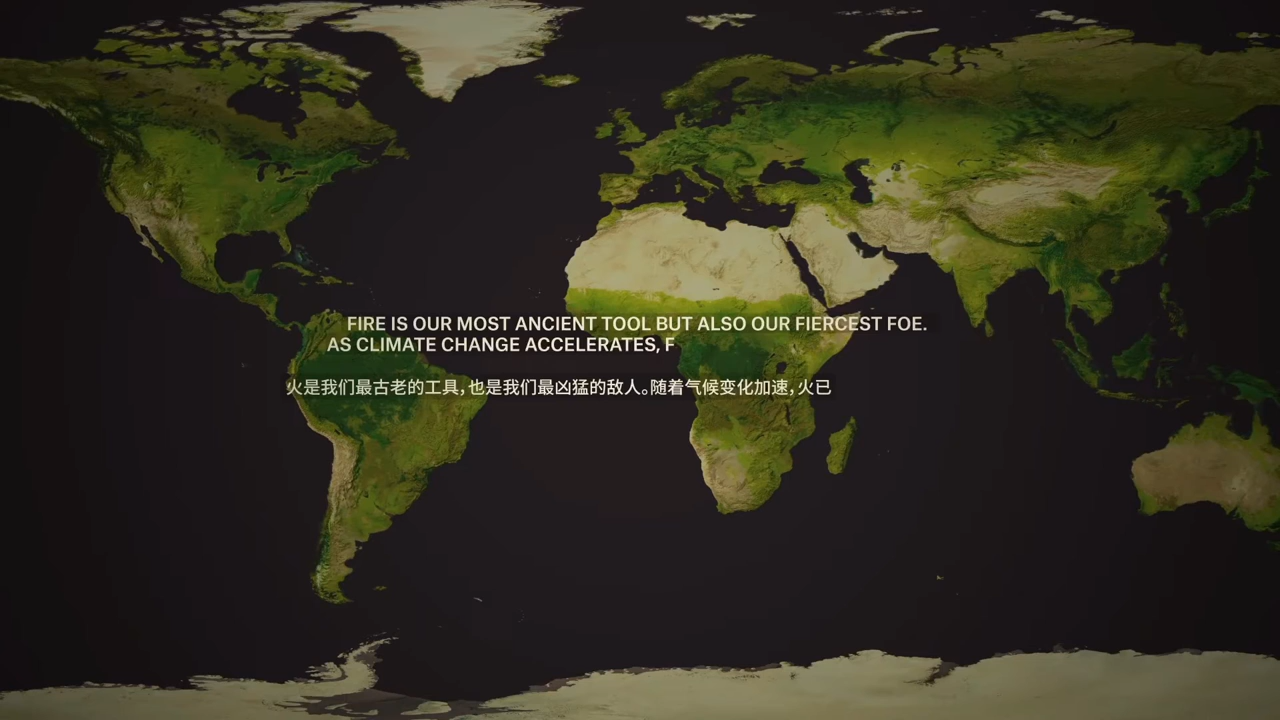 FIRE IS OUR MOST ANCIENT TOOL BUT ALSO OUR FIERCEST FOE.
AS CLIMATE CHANGE ACCELERATES, F
火是我们最古老的工具，也是我们最凶猛的敌人。随着气候变化加速，火已